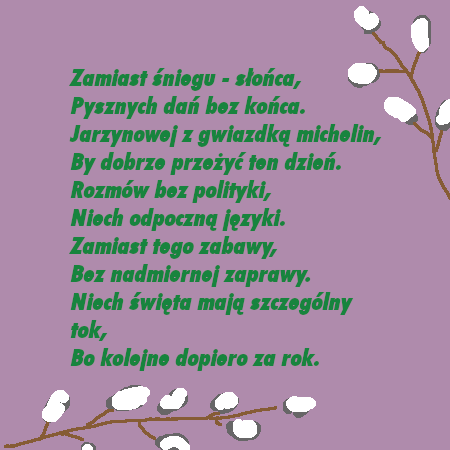 Zamiast śniegu - słońca,
Pysznych dań bez końca.
Jarzynowej z gwiazdką michelin,
By dobrze przeżyć ten dzień.
Rozmów bez polityki,
Niech odpoczną języki.
Zamiast tego zabawy,
Bez nadmiernej zaprawy.
Niech święta mają szczególny
tok,
Bo kolejne dopiero za rok.